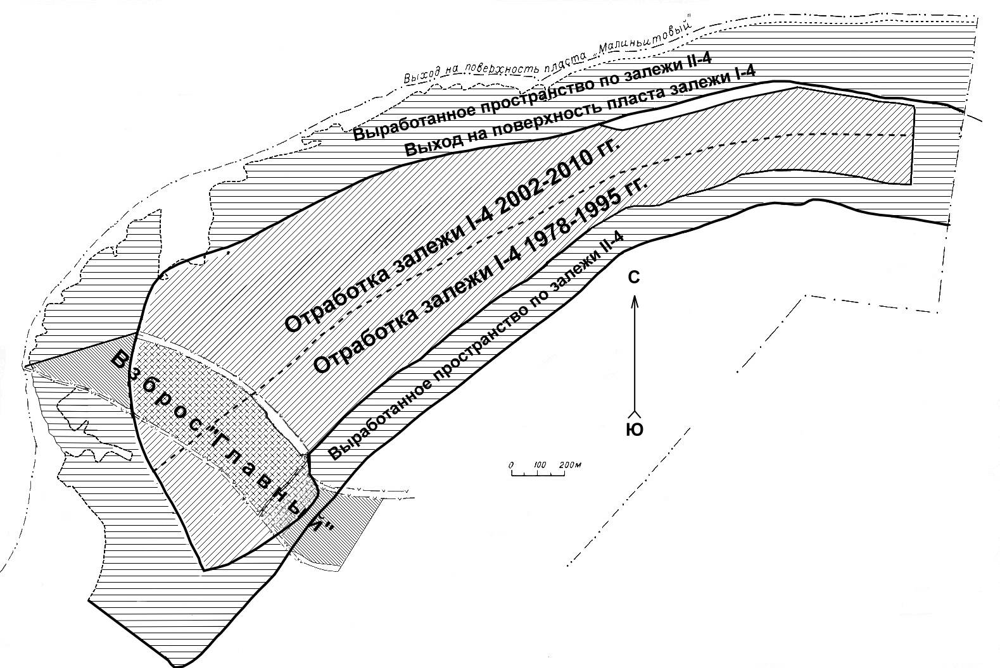 Выход на поверхность пласта „Малиньитовый"
Выработанное пространство по залежи II-4
Выход на поверхность пласта залежи I-4
Отработка залежи I-4 2002-2010 гг.
Отработка залежи I-4 1978-1995 гг.
Выработанное пространство по залежи II-4
Взброс "Главный"
С
Ю
0 100 200м